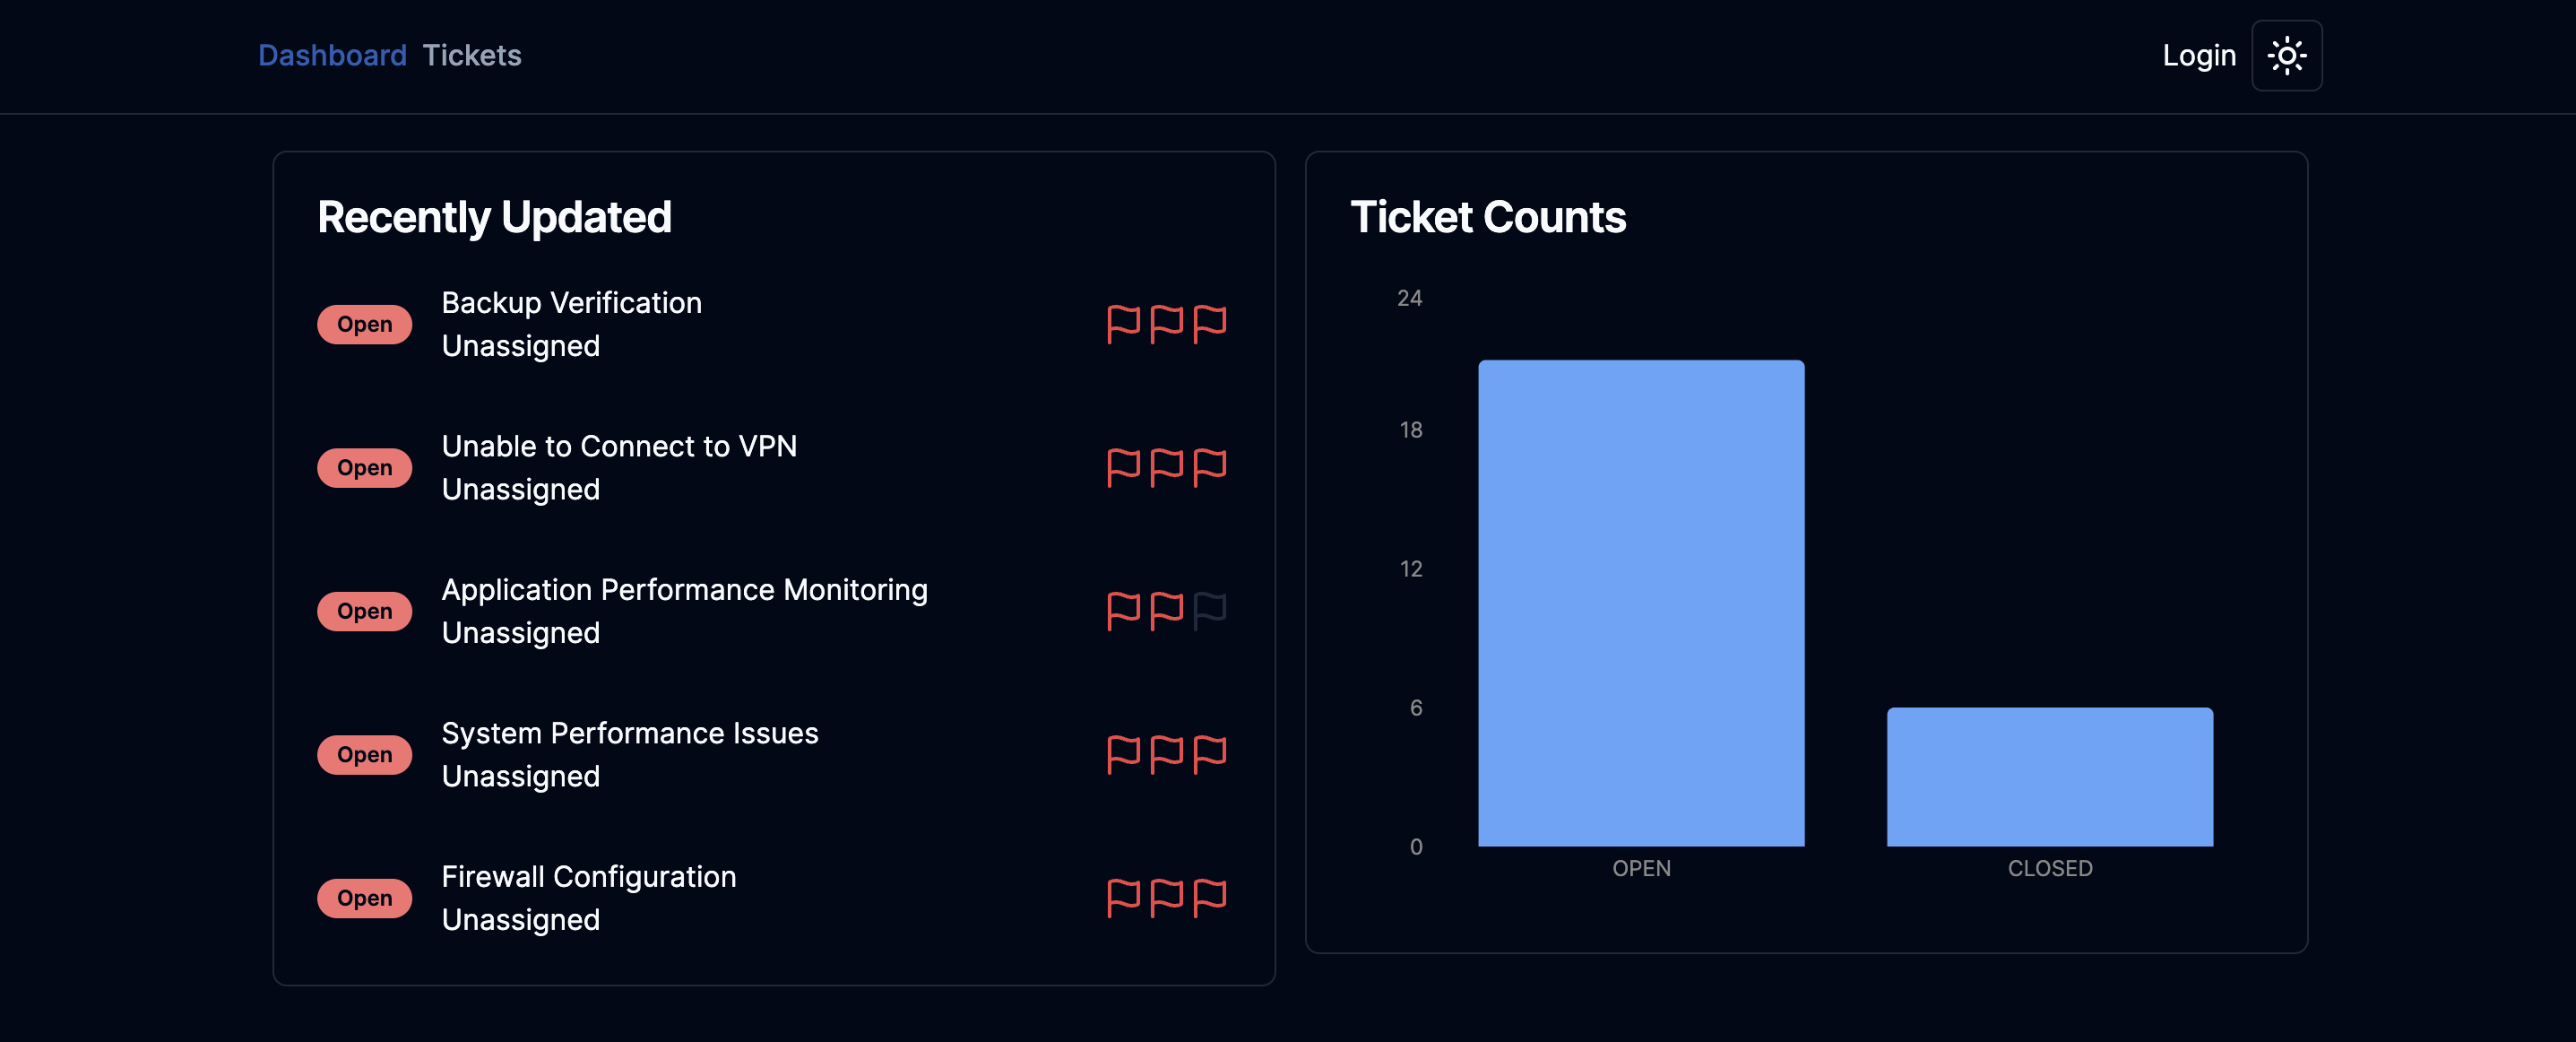 Dashboard Tickets
Login
Recently Updated
Open
Backup Verification
Unassigned
Open
Unable to Connect to VPN
Unassigned
Open
Application Performance Monitoring
Unassigned
Open
System Performance Issues
Unassigned
Open
Firewall Configuration
Unassigned
Ticket Counts
24
18
12
6
0
OPEN
CLOSED